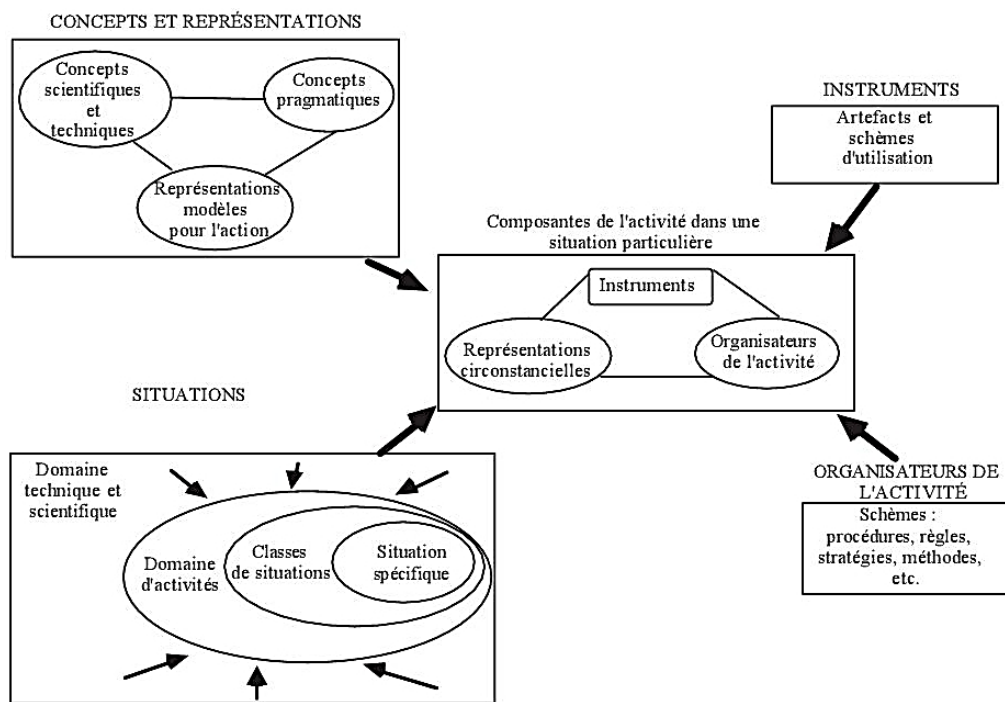 CONCEPTS ET REPRÉSENTATIONS
Concepts
scientifiques
et
techniques
Concepts
pragmatiques
Représentations
modèles
pour l'action
INSTRUMENTS
Artefacts et
schèmes
d'utilisation
Composantes de l'activité dans une
situation particulière
Instruments
Représentations
circonstancielles
Organisateurs
de l'activité
SITUATIONS
Domaine
technique et
scientifique
Domaine
d'activités
Classes
de situations
Situation
spécifique
ORGANISATEURS DE
L'ACTIVITÉ
Schèmes :
procédures, règles,
stratégies, méthodes,
etc.